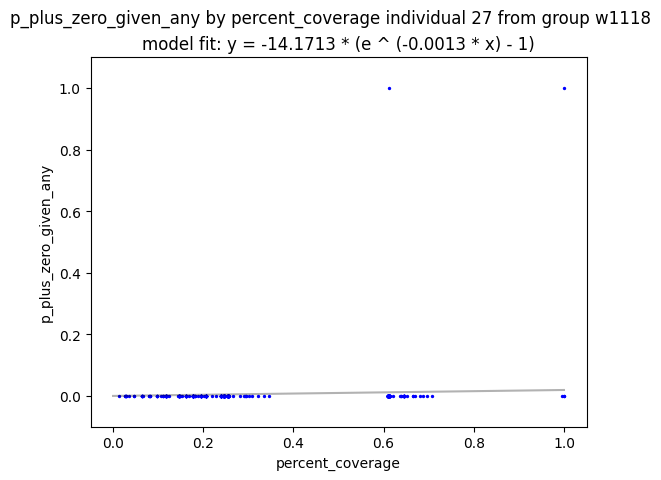 p_plus_zero_given_any by percent_coverage individual 27 from group w1118
model fit: y = -14.1713 * (e ^ (-0.0013 * x) - 1)
1.0
0.8
0.6
0.4
0.2
0.0
p_plus_zero_given_any
0.0 0.2 0.4 0.6 0.8 1.0
percent_coverage